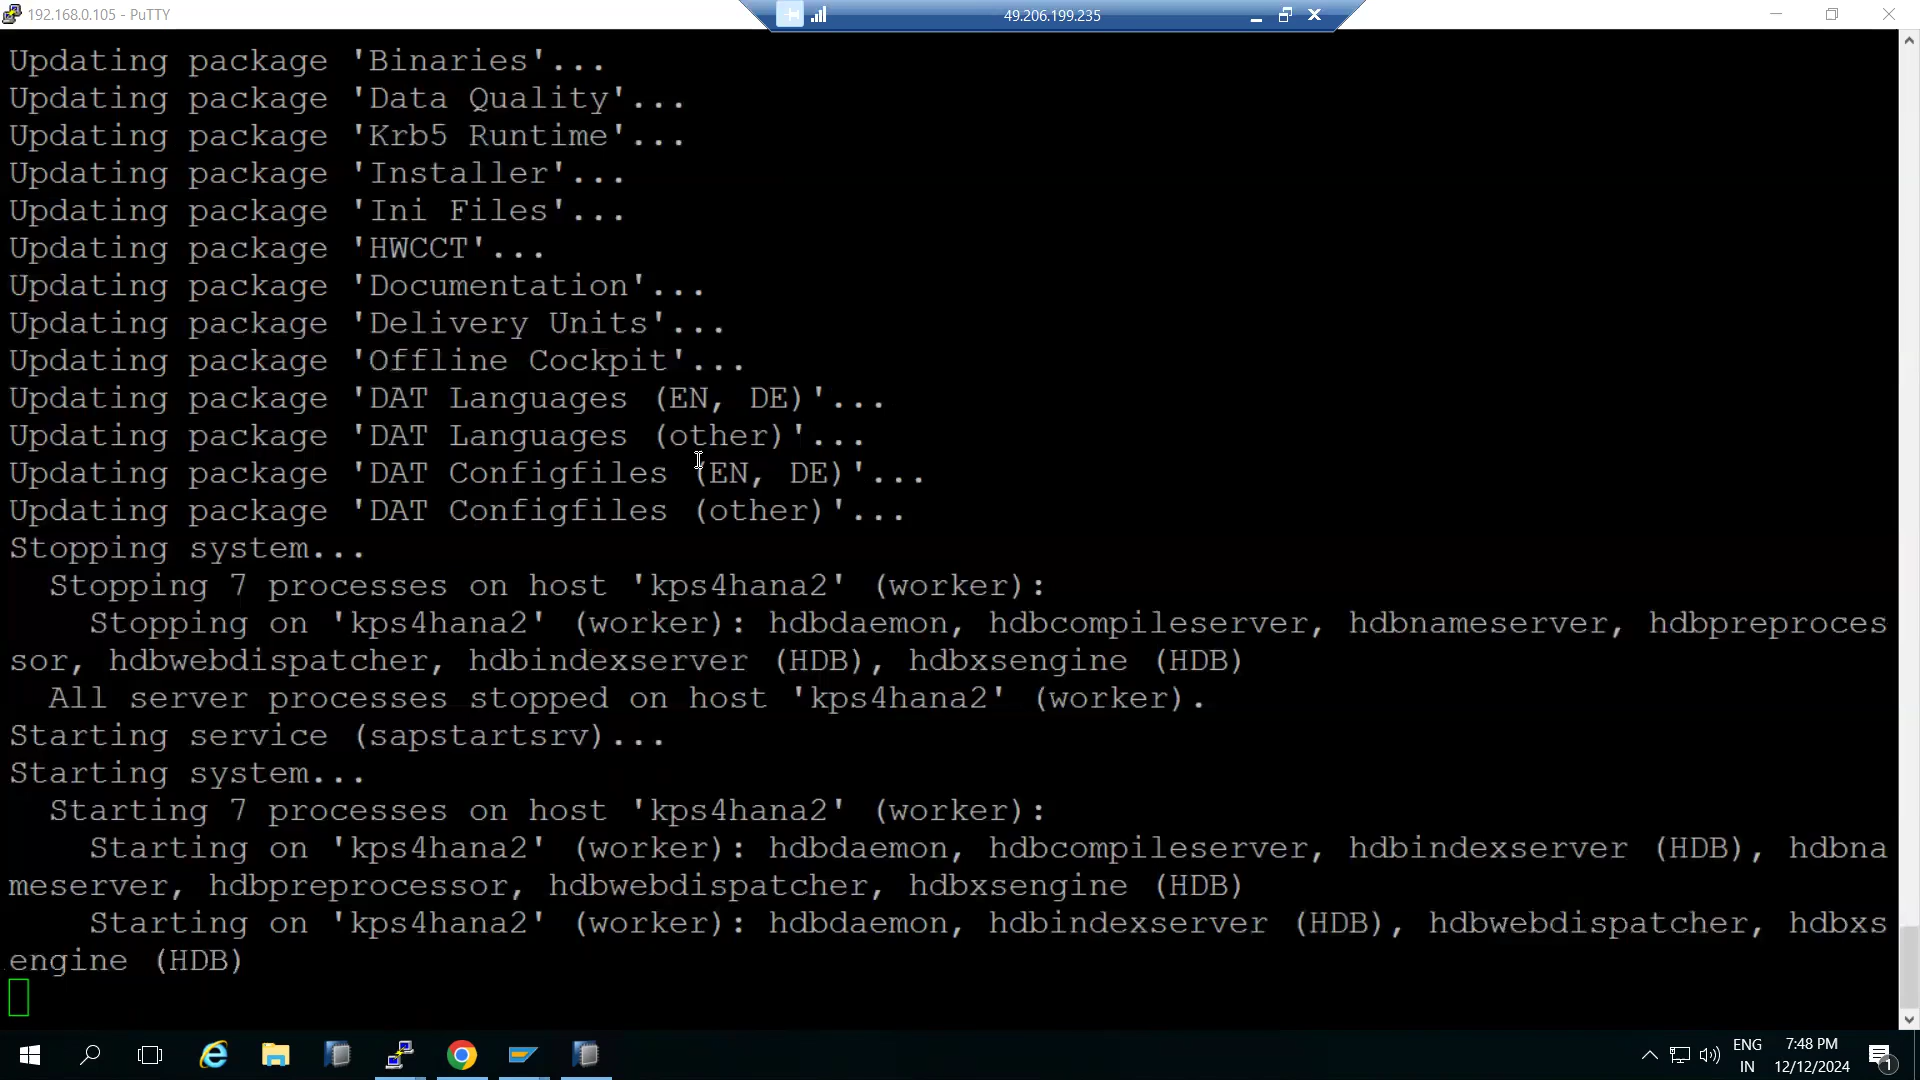 192.168.0.105 - PuTTY
49.206.199.235
Updating package 'Binaries'...
Updating package 'Data Quality'...
Updating package 'Krb5 Runtime'...
Updating package 'Installer'...
Updating package 'Ini Files'...
Updating package 'HWCCT'...
Updating package 'Documentation'...
Updating package 'Delivery Units'...
Updating package 'Offline Cockpit'...
Updating package 'DAT Languages (EN, DE)'...
Updating package 'DAT Languages (other)'...
Updating package 'DAT Configfiles (EN, DE)'...
Updating package 'DAT Configfiles (other)'...
Stopping system...
Stopping 7 processes on host 'kps4hana2' (worker):
Stopping on 'kps4hana2' (worker): hdbdaemon, hdbcompileserver, hdbnameserver, hdbpreproces
sor, hdbwebdispatcher, hdbindexserver (HDB), hdbxsengine (HDB)
All server processes stopped on host 'kps4hana2' (worker).
Starting service (sapstartsrv)...
Starting system...
Starting 7 processes on host 'kps4hana2' (worker):
Starting on 'kps4hana2' (worker): hdbdaemon, hdbcompileserver, hdbindexserver (HDB), hdbna
meserver, hdbpreprocessor, hdbwebdispatcher, hdbxsengine (HDB)
Starting on 'kps4hana2' (worker): hdbdaemon, hdbindexserver (HDB), hdbwebdispatcher, hdbxs
engine (HDB)
ENG
IN
7:48 PM
12/12/2024
1